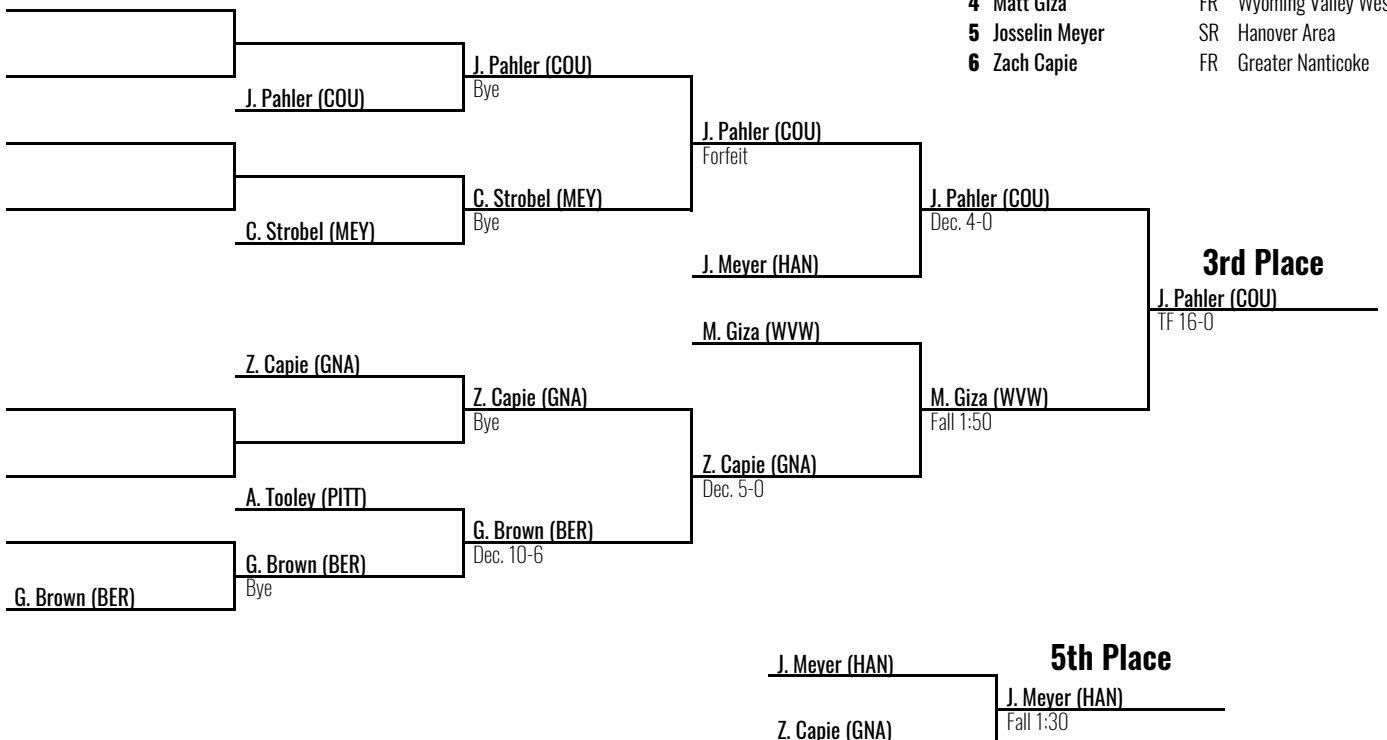 4 Matt Giza FR Wyoming Valley Wes
5 Josselin Meyer SR Hanover Area
6 Zach Capie FR Greater Nanticoke
J. Pahler (COU)
Bye
J. Pahler (COU)
J. Pahler (COU)
Forfeit
C. Strobel (MEY)
Bye
J. Pahler (COU)
Dec. 4-0
C. Strobel (MEY)
3rd Place
J. Meyer (HAN)
J. Pahler (COU)
TF 16-0
M. Giza (WVW)
Z. Capie (GNA)
Z. Capie (GNA)
Bye
M. Giza (WVW)
Fall 1:50
Z. Capie (GNA)
Dec. 5-0
A. Tooley (PITT)
G. Brown (BER)
Dec. 10-6
G. Brown (BER)
Bye
G. Brown (BER)
5th Place
J. Meyer (HAN)
J. Meyer (HAN)
Fall 1:30
Z. Capie (GNA)